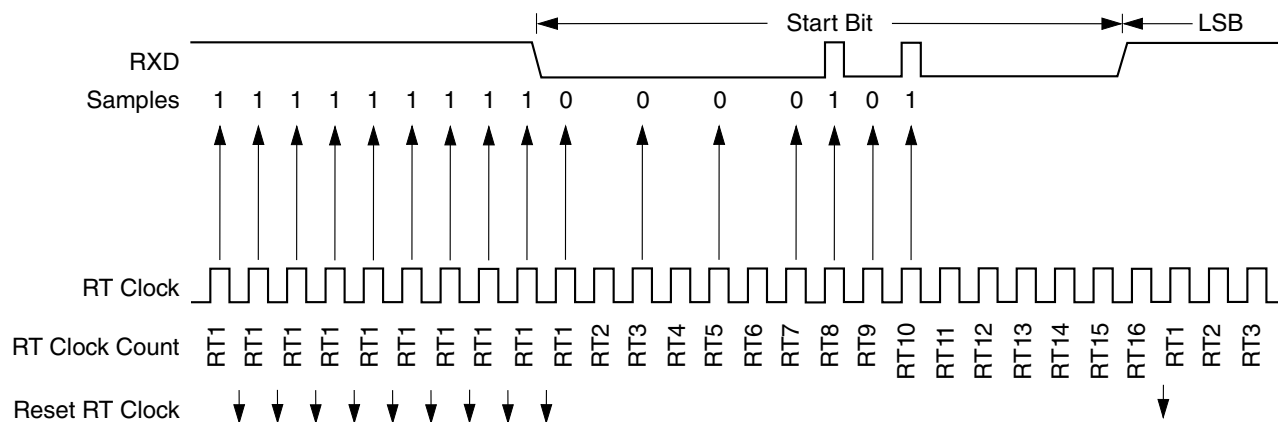 Start Bit LSB
RXD
Samples 1 1 1 1 1 1 1 1 1 0 0 0 0 1 0 1
RT Clock
RT Clock Count RT1 RT1 RT1 RT1 RT1 RT1 RT1 RT1 RT1 RT1 RT2 RT3 RT4 RT5 RT6 RT7 RT8 RT9 RT10 RT11 RT12 RT13 RT14 RT15 RT16 RT1 RT2 RT3
Reset RT Clock